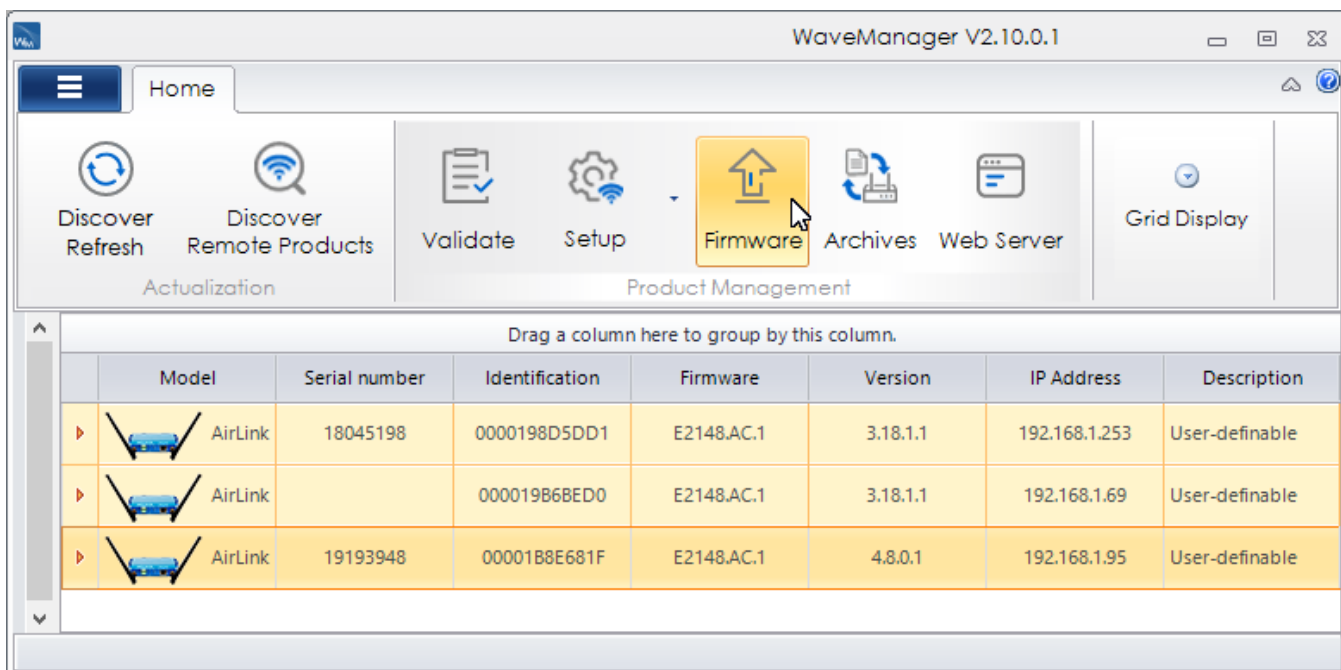 WaveManager V2.10.0.1
Home
Discover Refresh
Discover Remote Products
Validate
Setup
Firmware
Archives
Web Server
Grid Display
Actualization
Product Management
Drag a column here to group by this column.
Model Serial number Identification Firmware Version IP Address Description
AirLink 18045198 0000198D5DD1 E2148.AC.1 3.18.1.1 192.168.1.253 User-definable
AirLink 000019B6BED0 E2148.AC.1 3.18.1.1 192.168.1.69 User-definable
AirLink 19193948 00001B8E681F E2148.AC.1 4.8.0.1 192.168.1.95 User-definable